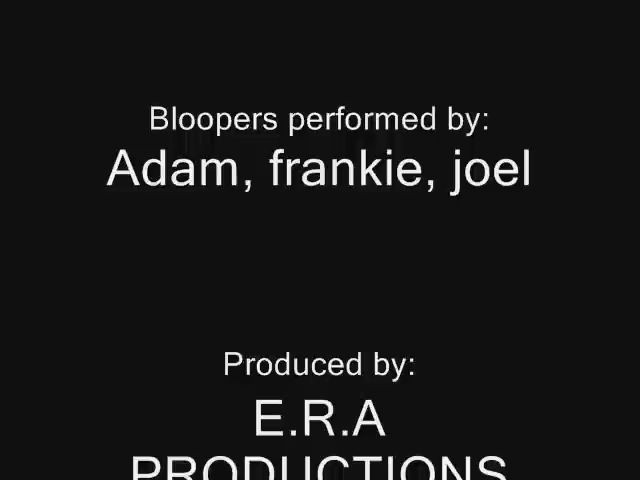 Bloopers performed by:
Adam, frankie, joel
Produced by:
E.R.A
PRODUCTIONS